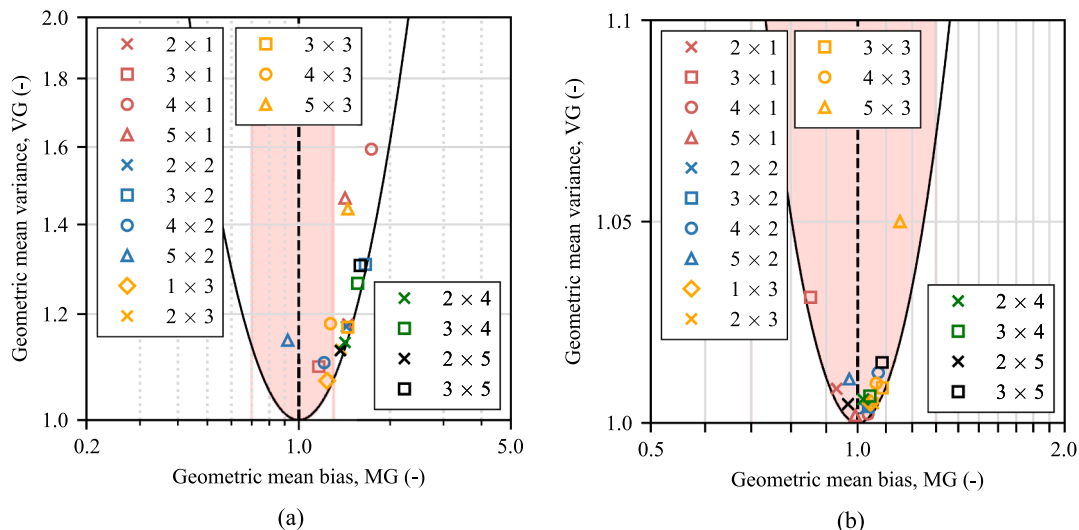 2.0
1.8
1.6
1.4
1.2
1.0
Geometric mean variance, VG (-)
2 × 1
3 × 1
4 × 1
5 × 1
2 × 2
3 × 2
4 × 2
5 × 2
1 × 3
2 × 3
3 × 3
4 × 3
5 × 3
2 × 4
3 × 4
2 × 5
3 × 5
0.2
1.0
5.0
Geometric mean bias, MG (-)
(a)
1.1
1.05
1.0
Geometric mean variance, VG (-)
2 × 1
3 × 1
4 × 1
5 × 1
2 × 2
3 × 2
4 × 2
5 × 2
1 × 3
2 × 3
3 × 3
4 × 3
5 × 3
2 × 4
3 × 4
2 × 5
3 × 5
0.5
1.0
2.0
Geometric mean bias, MG (-)
(b)